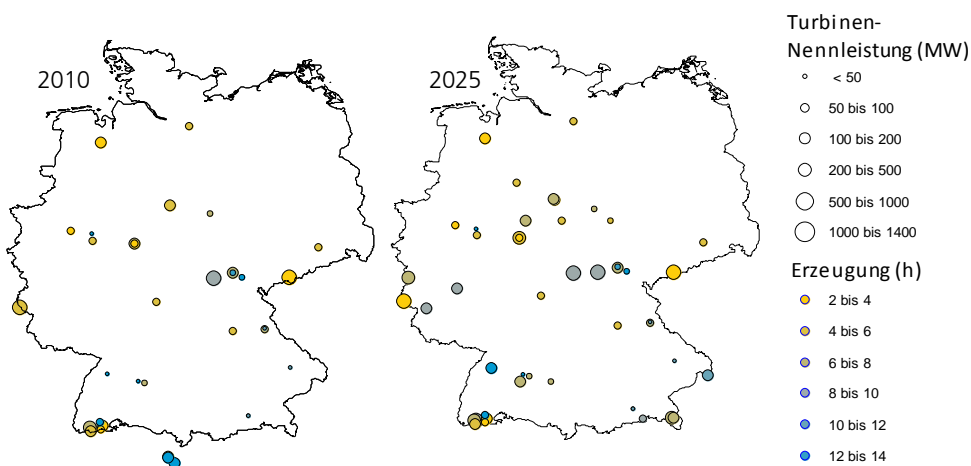 2010
2025
Turbinen-
Nennleistung (MW)
< 50
50 bis 100
100 bis 200
200 bis 500
500 bis 1000
1000 bis 1400
Erzeugung (h)
2 bis 4
4 bis 6
6 bis 8
8 bis 10
10 bis 12
12 bis 14